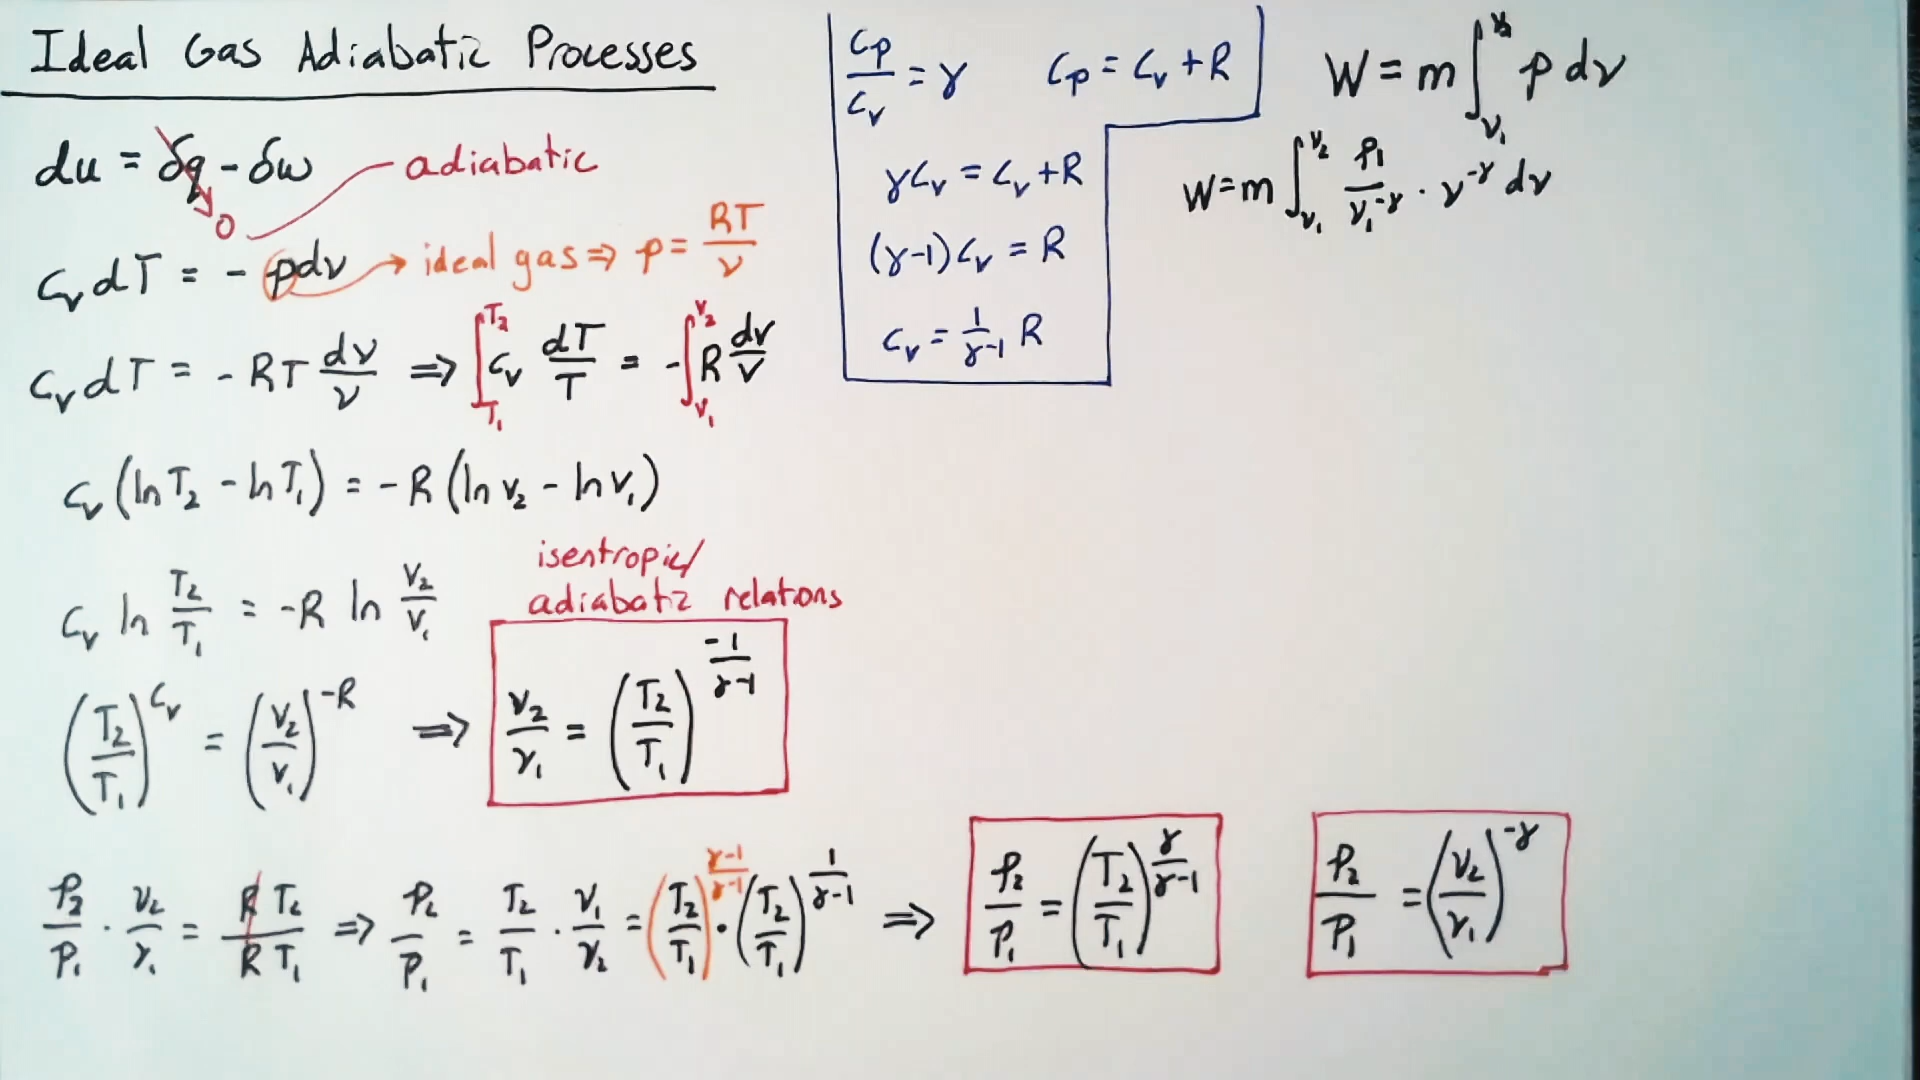 Ideal Gas Adiabatic Processes
du = δq - δw
0
adiabatic
c_v dT = - pdv → ideal gas ⇒ p = RT/v
c_v dT = - RT dv/v ⇒ ∫_{T_1}^{T_2} c_v dT/T = - ∫_{v_1}^{v_2} R dv/v
c_v (ln T_2 - ln T_1) = - R (ln v_2 - ln v_1)
c_v ln T_2/T_1 = -R ln v_2/v_1
isentropic/
adiabatic relations
(T_2/T_1)^{c_v} = (v_2/v_1)^{-R} ⇒ v_2/v_1 = (T_2/T_1)^{-1/(γ-1)}
p_2/p_1 · v_2/v_1 = R T_2/R T_1 ⇒ p_2/p_1 = T_2/T_1 · v_1/v_2 = (T_2/T_1)^{(γ-1)/(γ-1)} · (T_2/T_1)^{1/(γ-1)} ⇒ p_2/p_1 = (T_2/T_1)^{γ/(γ-1)}
p_2/p_1 = (v_2/v_1)^{-γ}
c_p/c_v = γ c_p = c_v + R
γc_v = c_v + R
(γ-1)c_v = R
c_v = 1/(γ-1) R
W = m ∫_{v_1}^{v_2} p dv
W = m ∫_{v_1}^{v_2} p_1/v_1^{-γ} · v^{-γ} dv